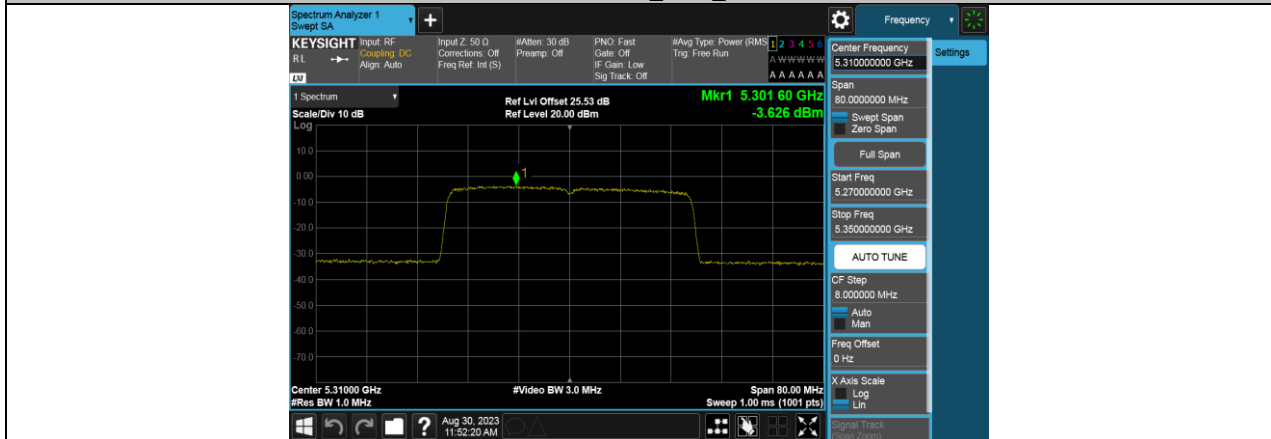 Spectrum Analyzer 1
Swept SA
+
Frequency
KEYSIGHT
RL
LXI
Input: RF
Coupling: DC
Align: Auto
Input Z: 50 Ω
Corrections: Off
Freq Ref: Int (S)
#Atten: 30 dB
Preamp: Off
PNO: Fast
Gate: Off
IF Gain: Low
Sig Track: Off
#Avg Type: Power (RMS
Trig: Free Run
1 2 3 4 5 6
A W W W W W
A A A A A A
1 Spectrum
Scale/Div 10 dB
Log
Ref Lvl Offset 25.53 dB
Ref Level 20.00 dBm
Mkr1 5.301 60 GHz
-3.626 dBm
1
10.0
0.00
-10.0
-20.0
-30.0
-40.0
-50.0
-60.0
-70.0
Center 5.31000 GHz
#Res BW 1.0 MHz
#Video BW 3.0 MHz
Span 80.00 MHz
Sweep 1.00 ms (1001 pts)
?
Aug 30, 2023
11:52:20 AM
Center Frequency
5.310000000 GHz
Settings
Span
80.0000000 MHz
Swept Span
Zero Span
Full Span
Start Freq
5.270000000 GHz
Stop Freq
5.350000000 GHz
AUTO TUNE
CF Step
8.000000 MHz
Auto
Man
Freq Offset
0 Hz
X Axis Scale
Log
Lin
Signal Track
(Span Zoom)